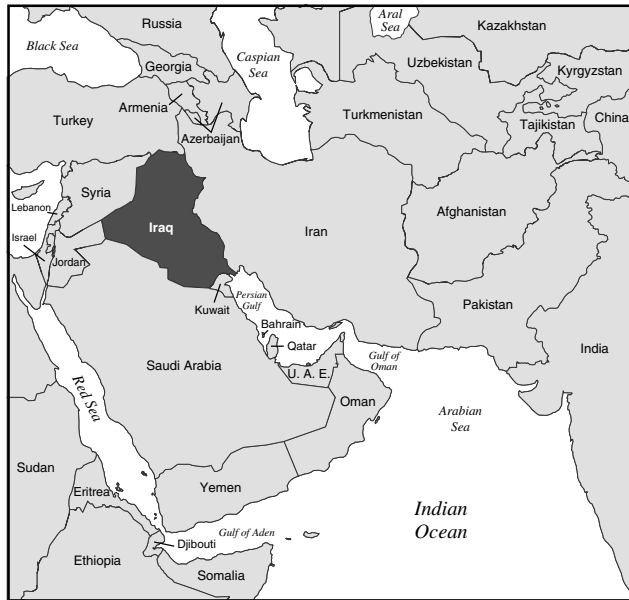 Russia
Aral
Sea
Kazakhstan
Black Sea
Caspian
Sea
Georgia
Uzbekistan
Kyrgyzstan
Armenia
Turkey
Turkmenistan
Tajikistan
China
Azerbaijan
Syria
Lebanon
Iraq
Iran
Afghanistan
Israel
Jordan
Kuwait
Persian
Gulf
Pakistan
Bahrain
Qatar
Gulf of
Oman
India
Saudi Arabia
U. A. E.
Oman
Red Sea
Arabian
Sea
Sudan
Eritrea
Yemen
Indian
Ocean
Gulf of Aden
Djibouti
Ethiopia
Somalia